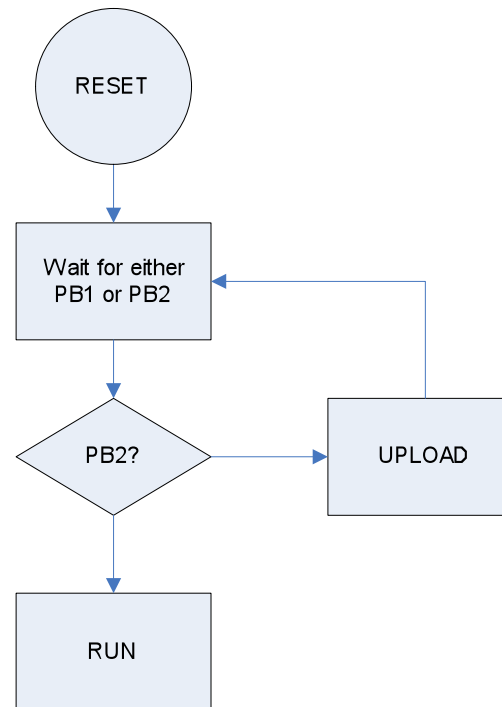 RESET
Wait for either
PB1 or PB2
PB2?
UPLOAD
RUN